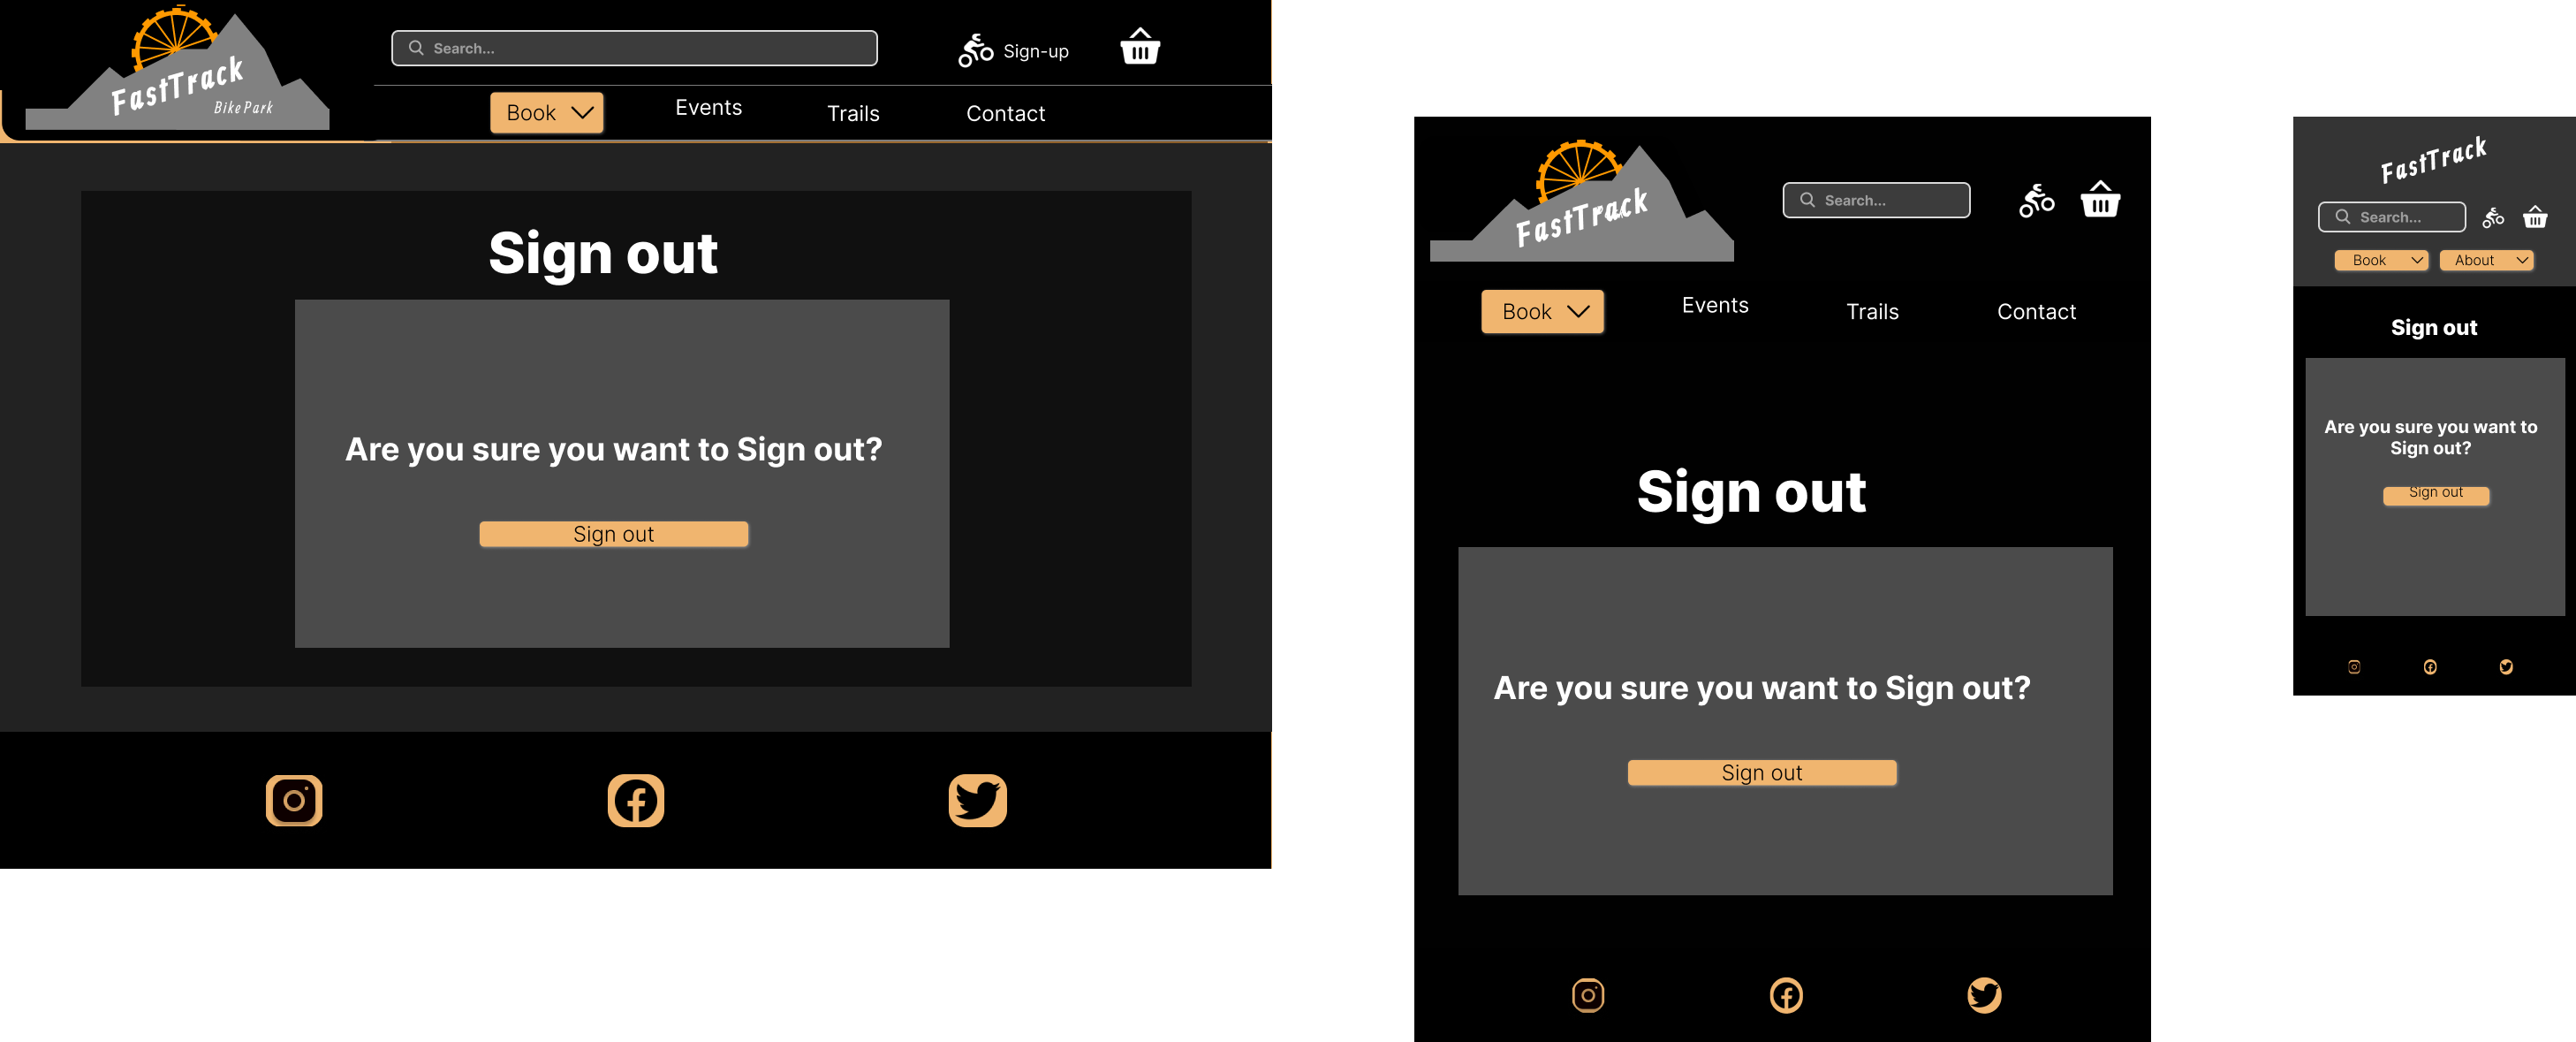 FastTrack
Bike Park
Search...
Sign-up
Book
Events
Trails
Contact
Sign out
Are you sure you want to Sign out?
Sign out
FastTrack
Search...
Book
Events
Trails
Contact
Sign out
Are you sure you want to Sign out?
Sign out
FastTrack
Search...
Book
About
Sign out
Are you sure you want to
Sign out?
Sign out